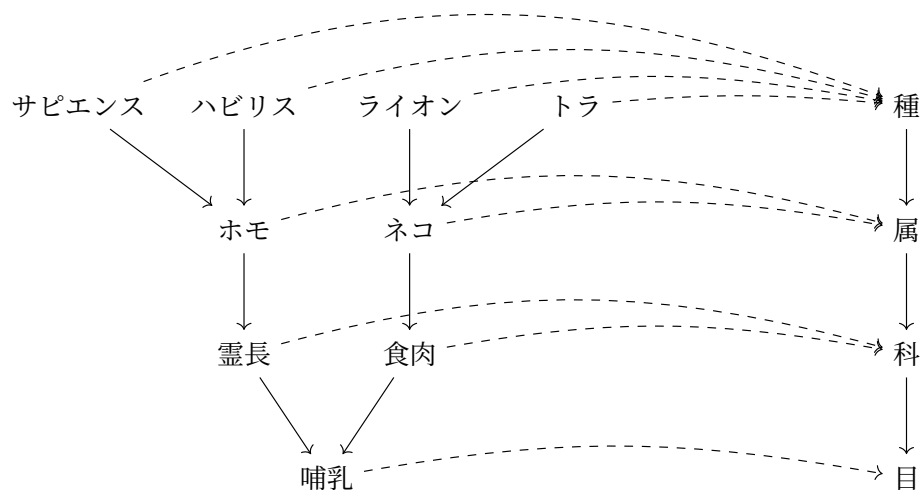 サピエンス ハビリス ライオン トラ 種
ホモ ネコ 属
霊長 食肉 科
哺乳 目